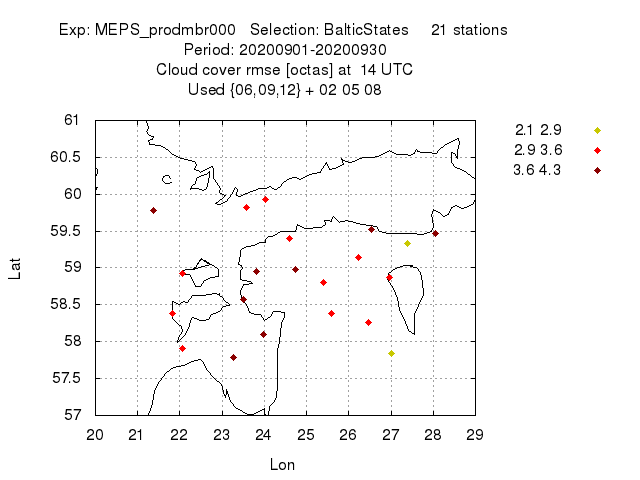 Exp: MEPS_prodmbr000   Selection: BalticStates     21 stations
Period: 20200901-20200930
Cloud cover rmse [octas] at  14 UTC
Used {06,09,12} + 02 05 08
2.1 2.9
2.9 3.6
3.6 4.3
61
60.5
60
59.5
59
58.5
58
57.5
57
Lat
20 21 22 23 24 25 26 27 28 29
Lon